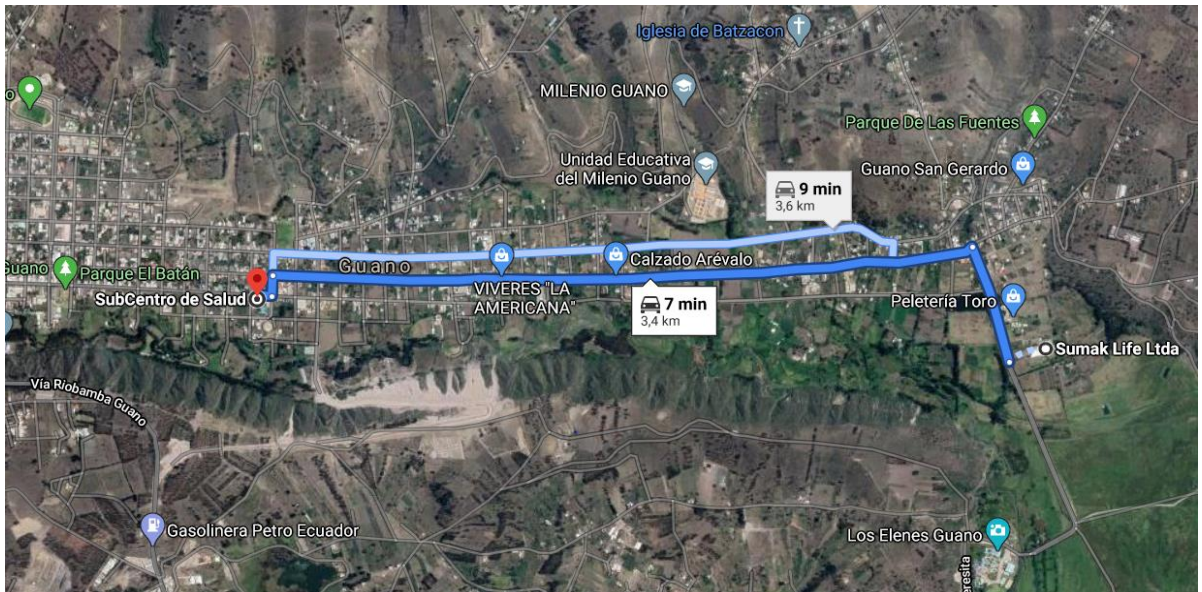 Iglesia de Batzacon
MILENIO GUANO
Parque De Las Fuentes
Unidad Educativa
del Milenio Guano
Guano San Gerardo
9 min
3,6 km
Guano
Calzado Arévalo
Guano
Parque El Batán
SubCentro de Salud
VIVERES "LA
AMERICANA"
7 min
3,4 km
Peletería Toro
Sumak Life Ltda
Vía Riobamba Guano
Gasolinera Petro Ecuador
Los Elenes Guano